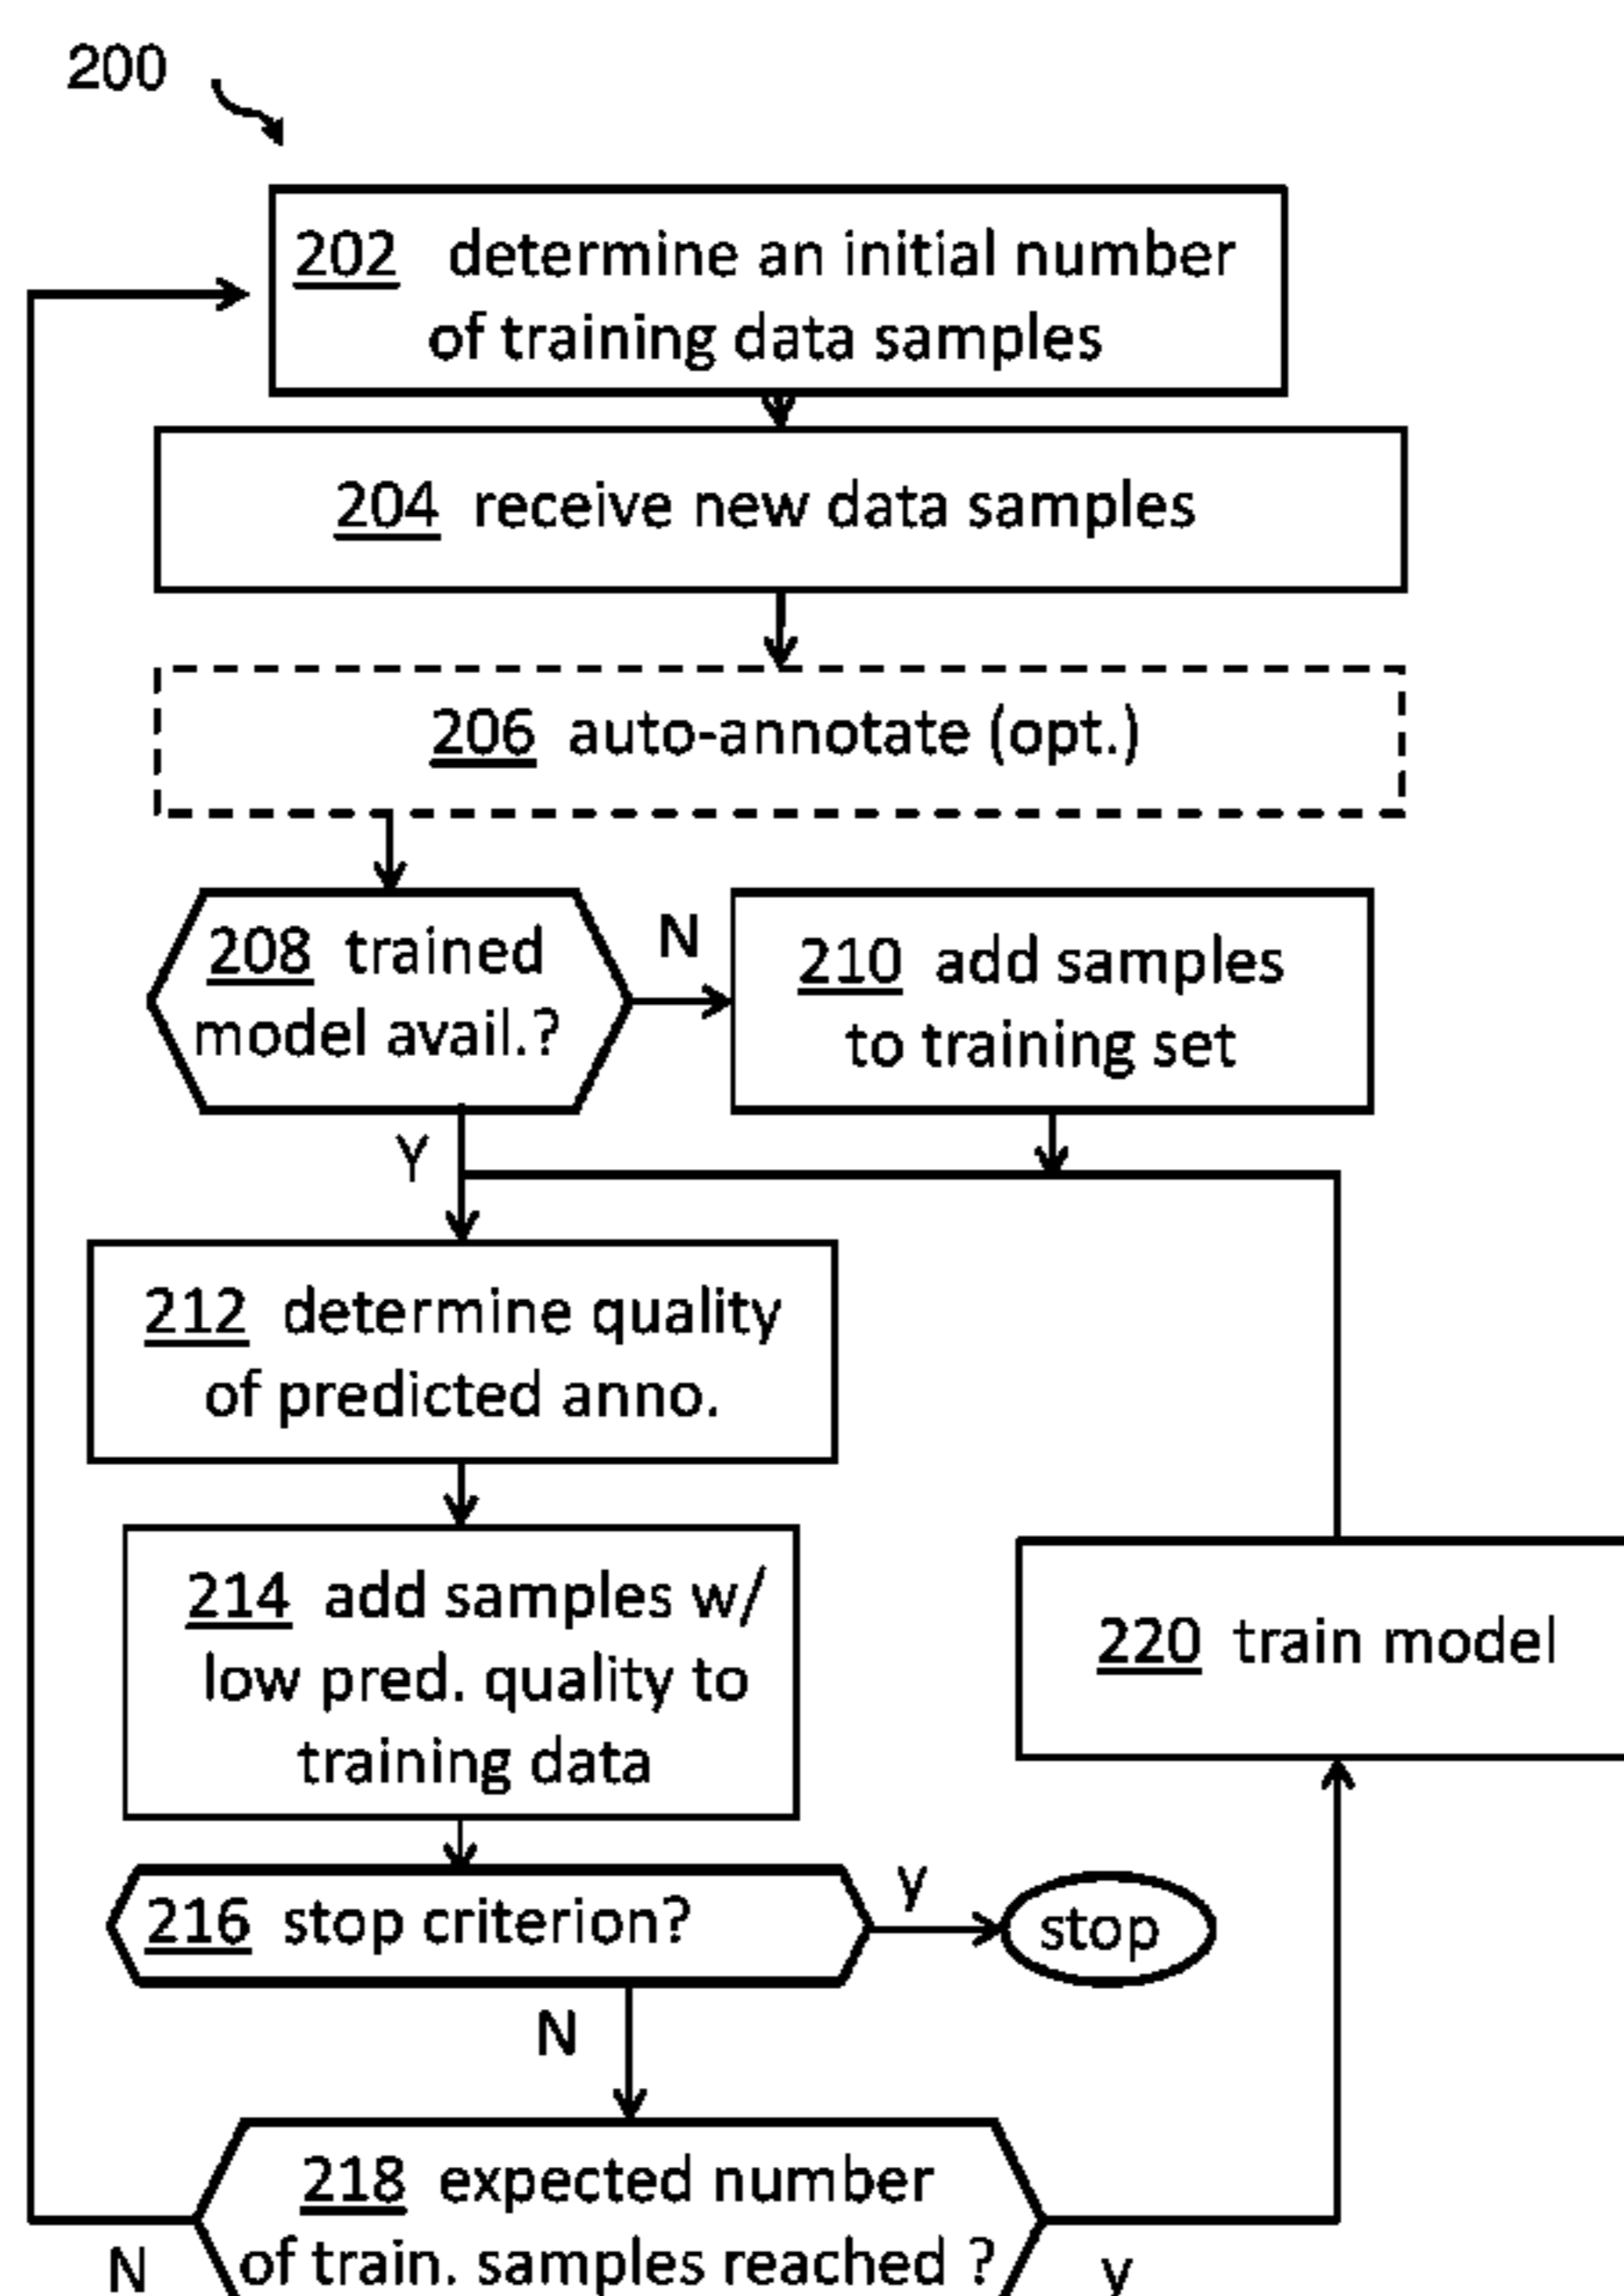 200
202 determine an initial number
of training data samples
204 receive new data samples
206 auto-annotate (opt.)
208 trained
model avail.?
N
210 add samples
to training set
Y
212 determine quality
of predicted anno.
214 add samples w/
low pred. quality to
training data
220 train model
216 stop criterion?
y
stop
N
218 expected number
of train. samples reached ?
N
y